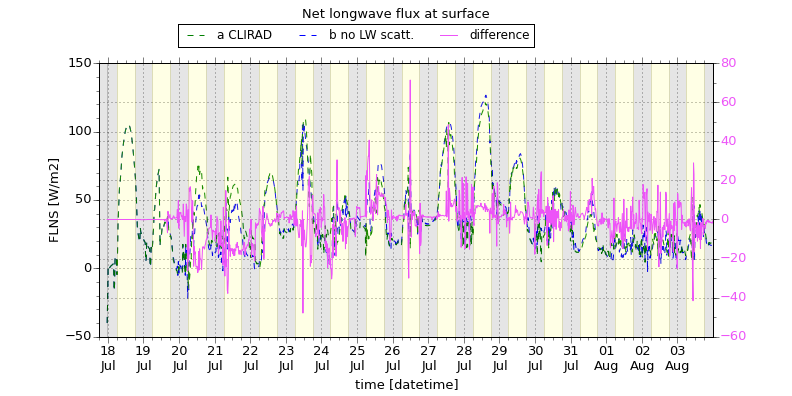 Net longwave flux at surface
a CLIRAD b no LW scatt. difference
150 80
60
100 40
20
50 0
0 −20
−40
−50 −60
FLNS [W/m2]
18 19 20 21 22 23 24 25 26 27 28 29 30 31 01 02 03
Jul Jul Jul Jul Jul Jul Jul Jul Jul Jul Jul Jul Jul Jul Aug Aug Aug
time [datetime]